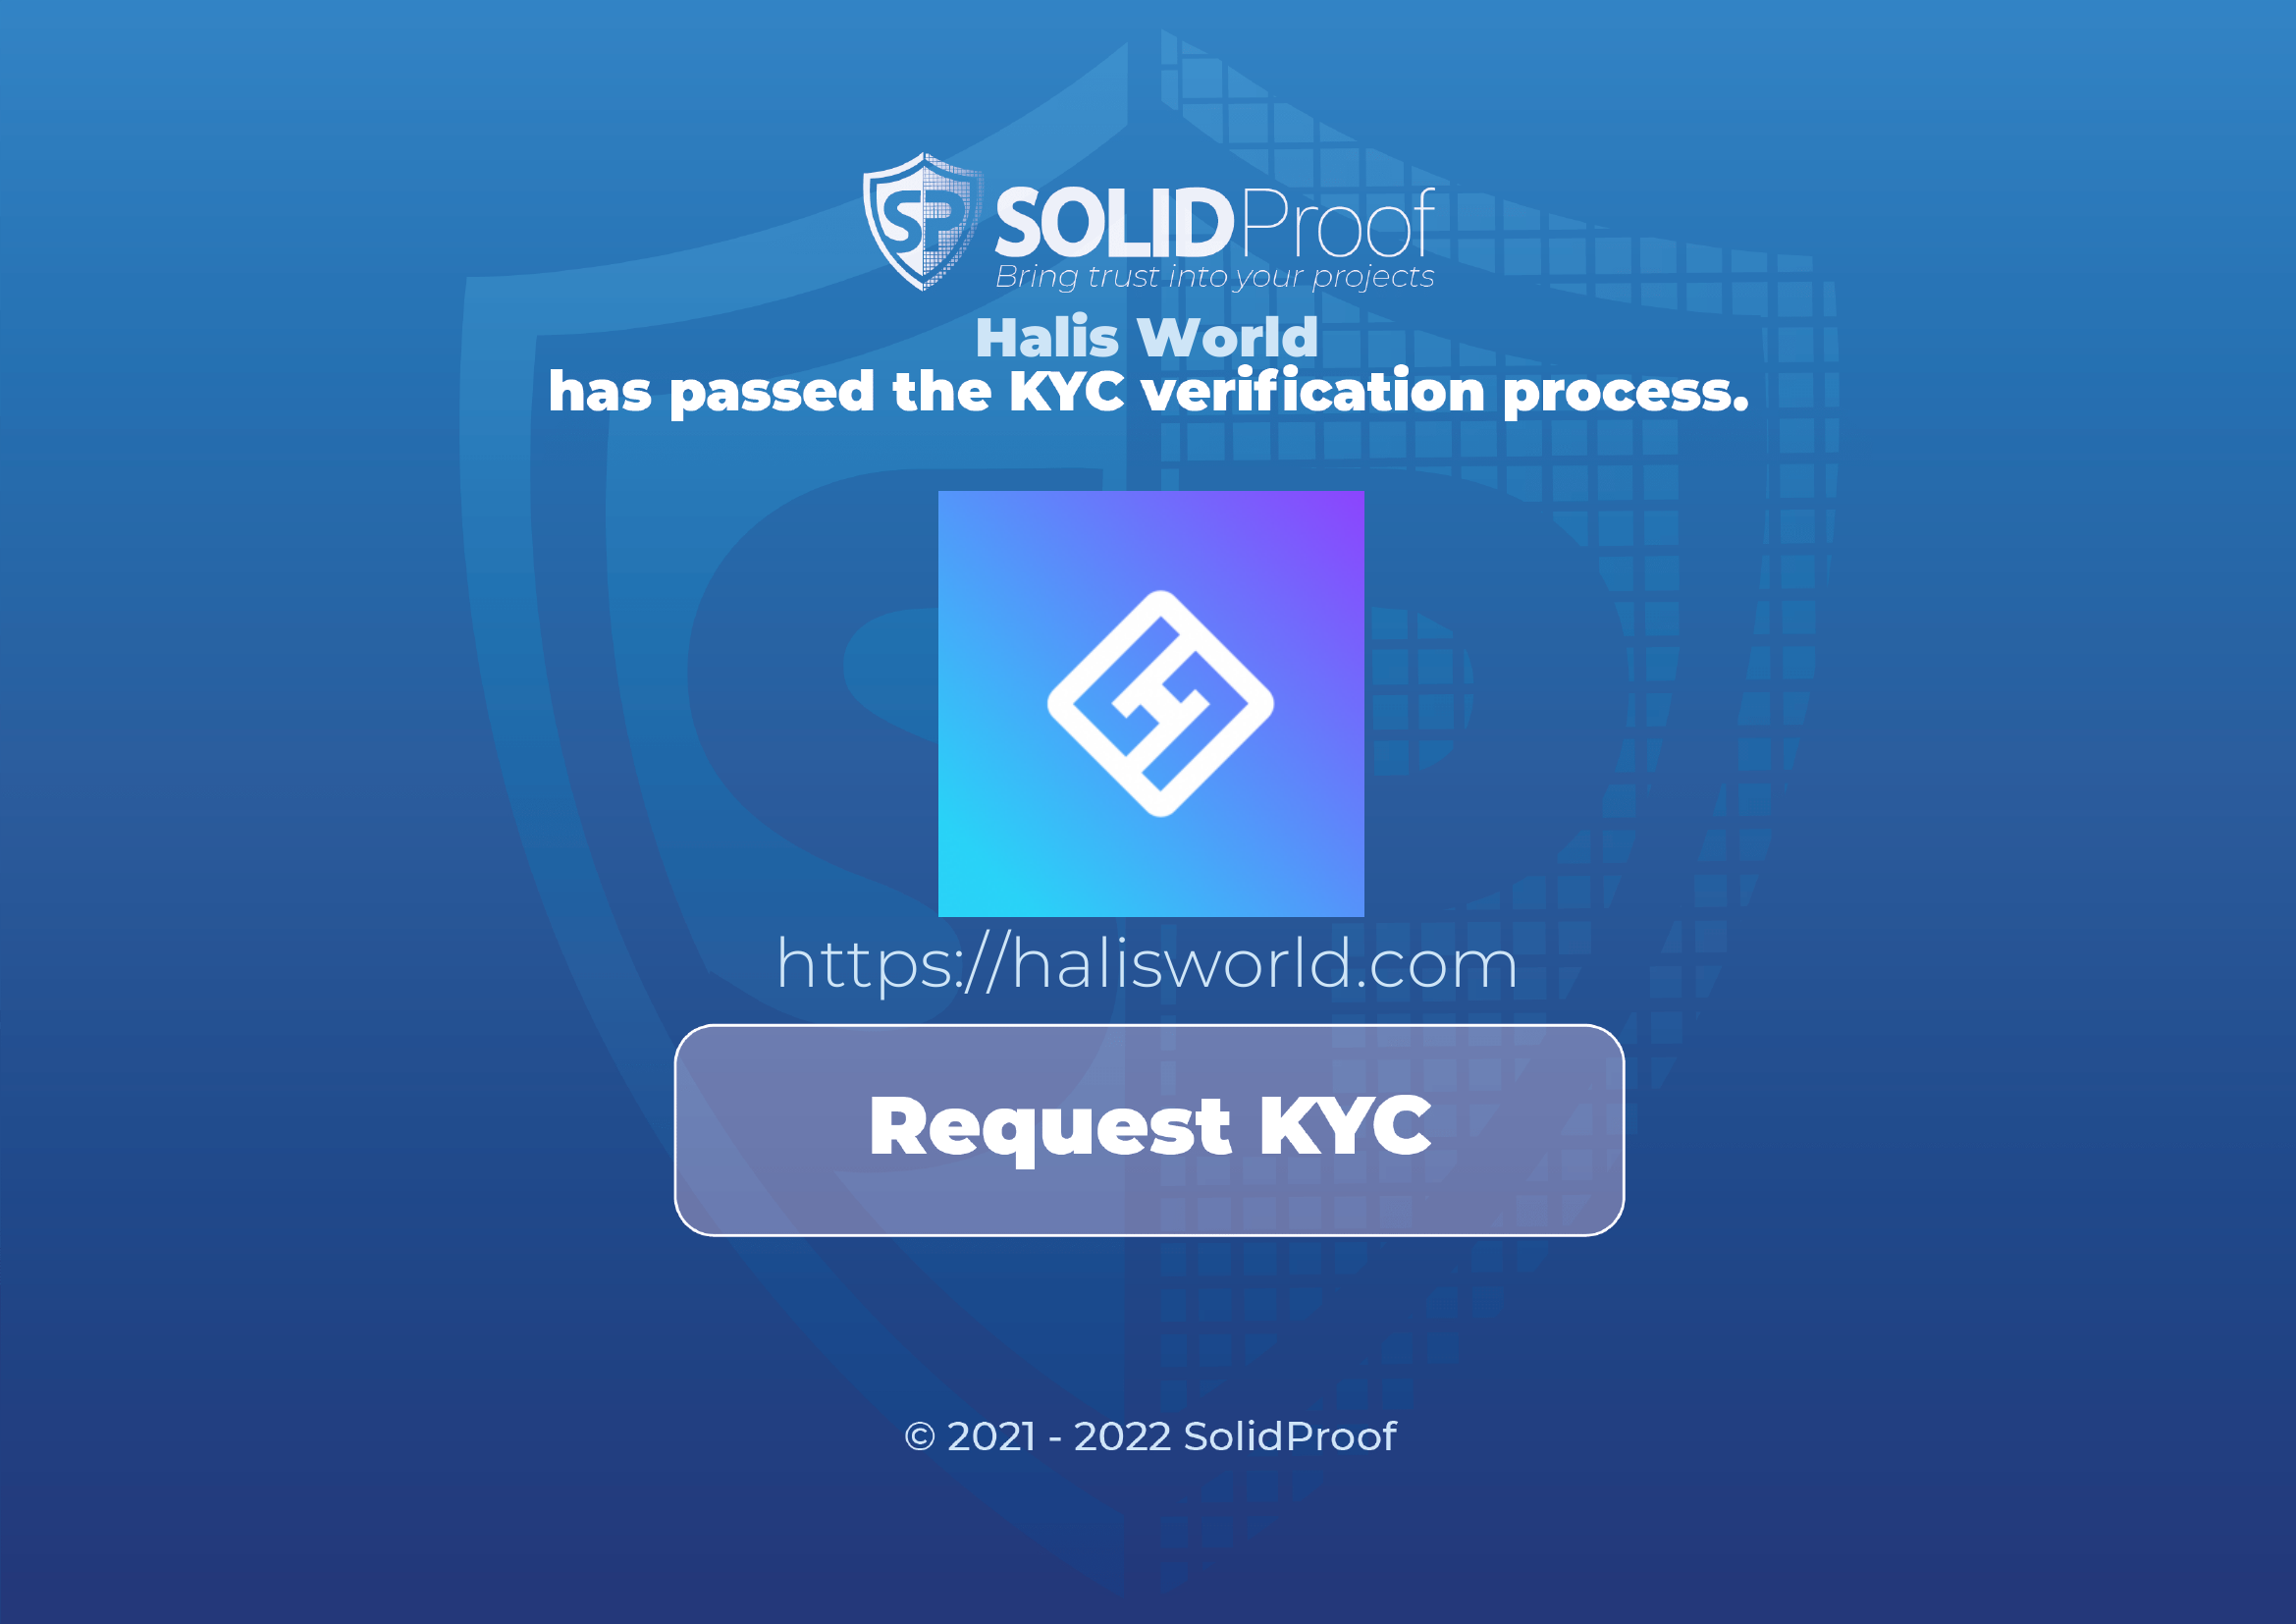 SP
SOLIDProof
Bring trust into your projects
Halis World
has passed the KYC verification process.
https://halisworld.com
Request KYC
© 2021 - 2022 SolidProof